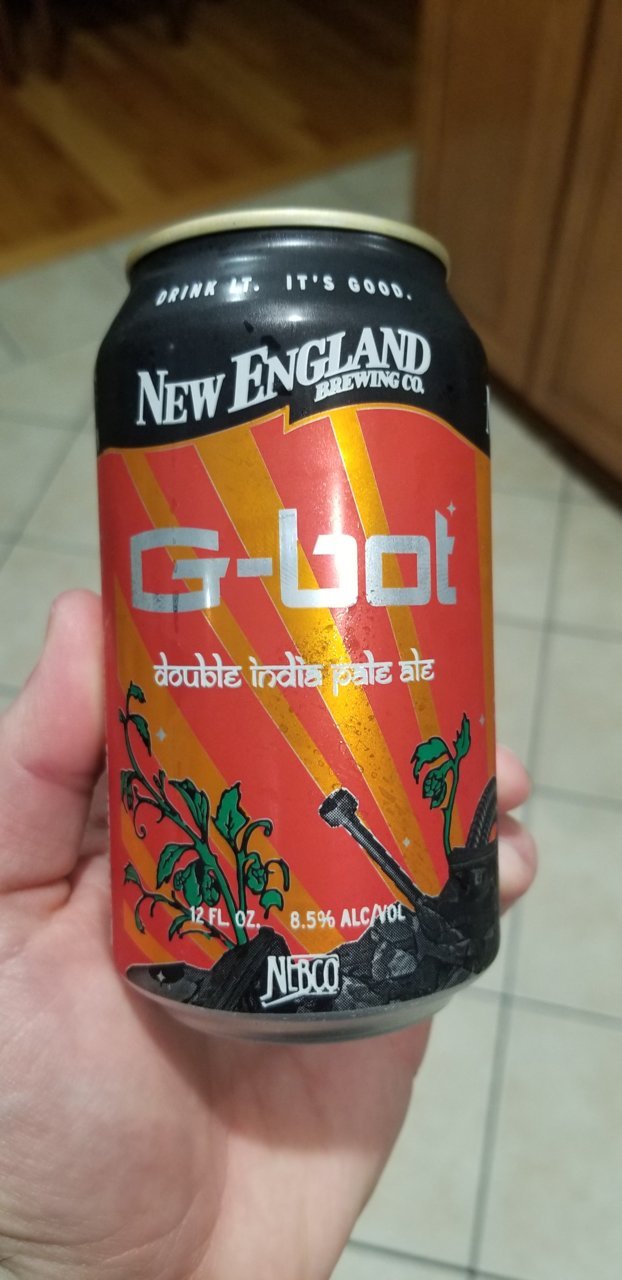 DRINK IT. IT'S GOOD.
NEW ENGLAND
BREWING CO.
G-bot
double india pale ale
12 FL. OZ. 8.5% ALC/VOL
NEBCO